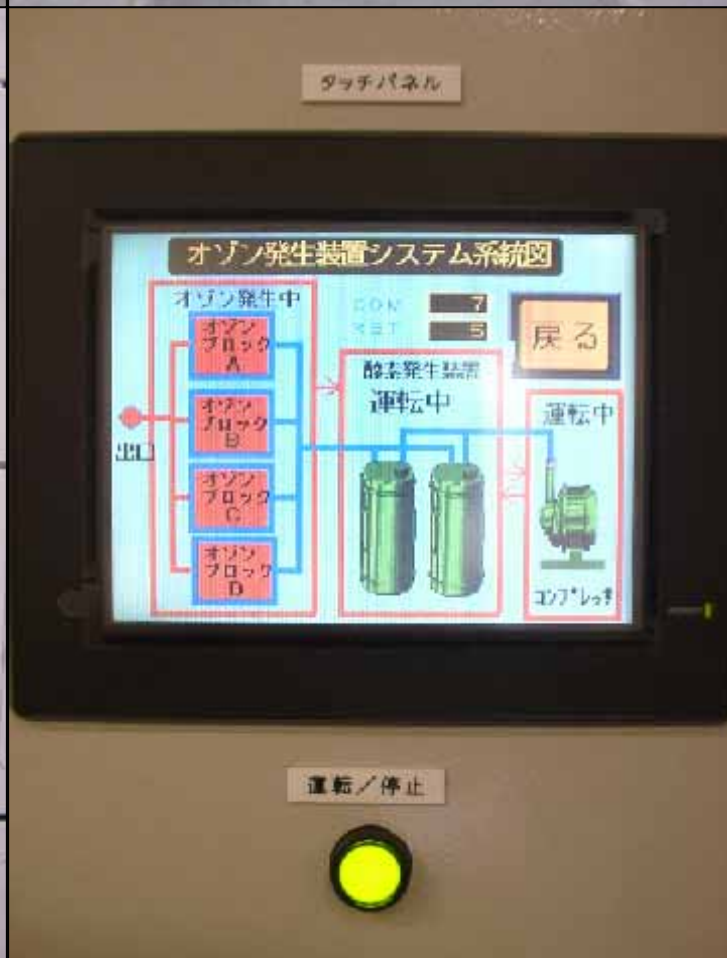 タッチパネル
オゾン発生装置システム系統図
オゾン発生中
COM 7
RST 5
戻る
オゾン
ブロック
A
酸素発生装置
運転中
運転中
オゾン
ブロック
B
出口
オゾン
ブロック
C
オゾン
ブロック
D
コンプレッサ
運転/停止